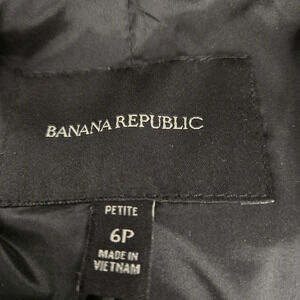 BANANA REPUBLIC
PETITE
6P
MADE IN
VIETNAM